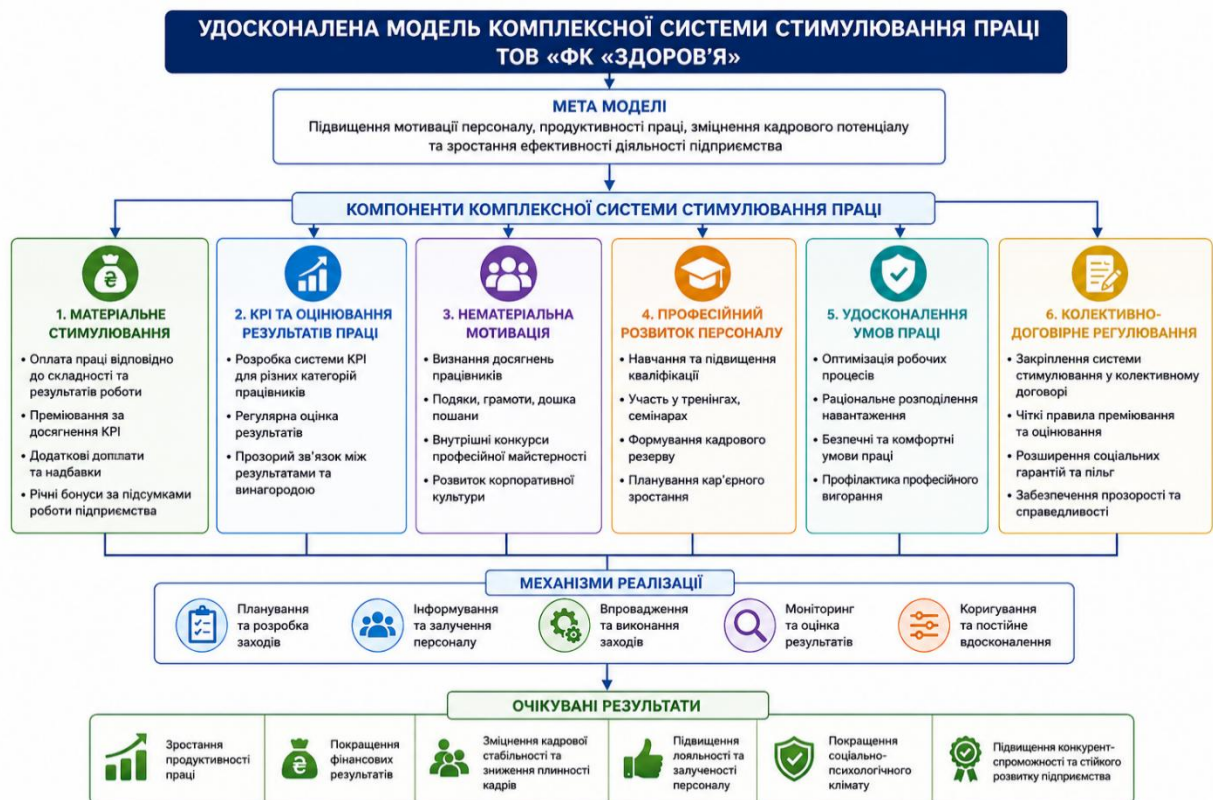 УДОСКОНАЛЕНА МОДЕЛЬ КОМПЛЕКСНОЇ СИСТЕМИ СТИМУЛЮВАННЯ ПРАЦІ
ТОВ «ФК «ЗДОРОВ'Я»
МЕТА МОДЕЛІ
Підвищення мотивації персоналу, продуктивності праці, зміцнення кадрового потенціалу
та зростання ефективності діяльності підприємства
КОМПОНЕНТИ КОМПЛЕКСНОЇ СИСТЕМИ СТИМУЛЮВАННЯ ПРАЦІ
1. МАТЕРІАЛЬНЕ
СТИМУЛЮВАННЯ
• Оплата праці відповідно
до складності та
результатів роботи
• Преміювання за
досягнення KPI
• Додаткові доплати
та надбавки
• Річні бонуси за підсумками
роботи підприємства
2. KPI ТА ОЦІНЮВАННЯ
РЕЗУЛЬТАТІВ ПРАЦІ
• Розробка системи KPI
для різних категорій
працівників
• Регулярна оцінка
результатів
• Прозорий зв'язок між
результатами та
винагородою
3. НЕМАТЕРІАЛЬНА
МОТИВАЦІЯ
• Визнання досягнень
працівників
• Подяки, грамоти, дошка
пошани
• Внутрішні конкурси
професійної майстерності
• Розвиток корпоративної
культури
4. ПРОФЕСІЙНИЙ
РОЗВИТОК ПЕРСОНАЛУ
• Навчання та підвищення
кваліфікації
• Участь у тренінгах,
семінарах
• Формування кадрового
резерву
• Планування кар'єрного
зростання
5. УДОСКОНАЛЕННЯ
УМОВ ПРАЦІ
• Оптимізація робочих
процесів
• Раціональне розподілення
навантаження
• Безпечні та комфортні
умови праці
• Профілактика професійного
вигорання
6. КОЛЕКТИВНО-
ДОГОВІРНЕ РЕГУЛЮВАННЯ
• Закріплення системи
стимулювання у колективному
договорі
• Чіткі правила преміювання
та оцінювання
• Розширення соціальних
гарантій та пільг
• Забезпечення прозорості та
справедливості
МЕХАНІЗМИ РЕАЛІЗАЦІЇ
Планування
та розробка
заходів
Інформування
та залучення
персоналу
Впровадження
та виконання
заходів
Моніторинг
та оцінка
результатів
Коригування
та постійне
вдосконалення
ОЧІКУВАНІ РЕЗУЛЬТАТИ
Зростання
продуктивності
праці
Покращення
фінансових
результатів
Зміцнення кадрової
стабільності та
зниження плинності
кадрів
Підвищення
лояльності та
залученості
персоналу
Покращення
соціально-
психологічного
клімату
Підвищення конкурент-
спроможності та стійкого
розвитку підприємства